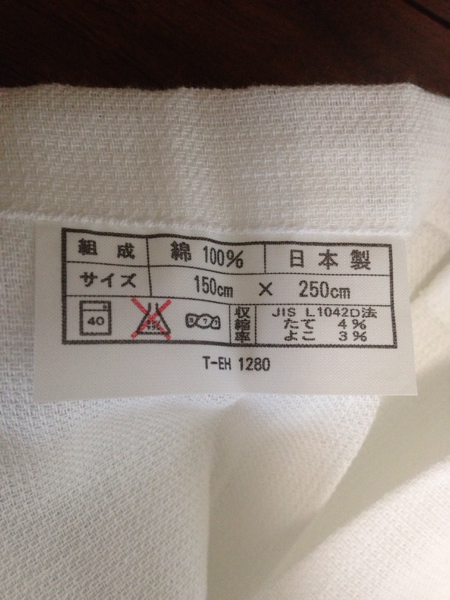 組成 綿 100% 日本製
サイズ 150cm × 250cm
40 収縮率 JIS L1042D法
たて 4%
よこ 3%
T-EH 1280